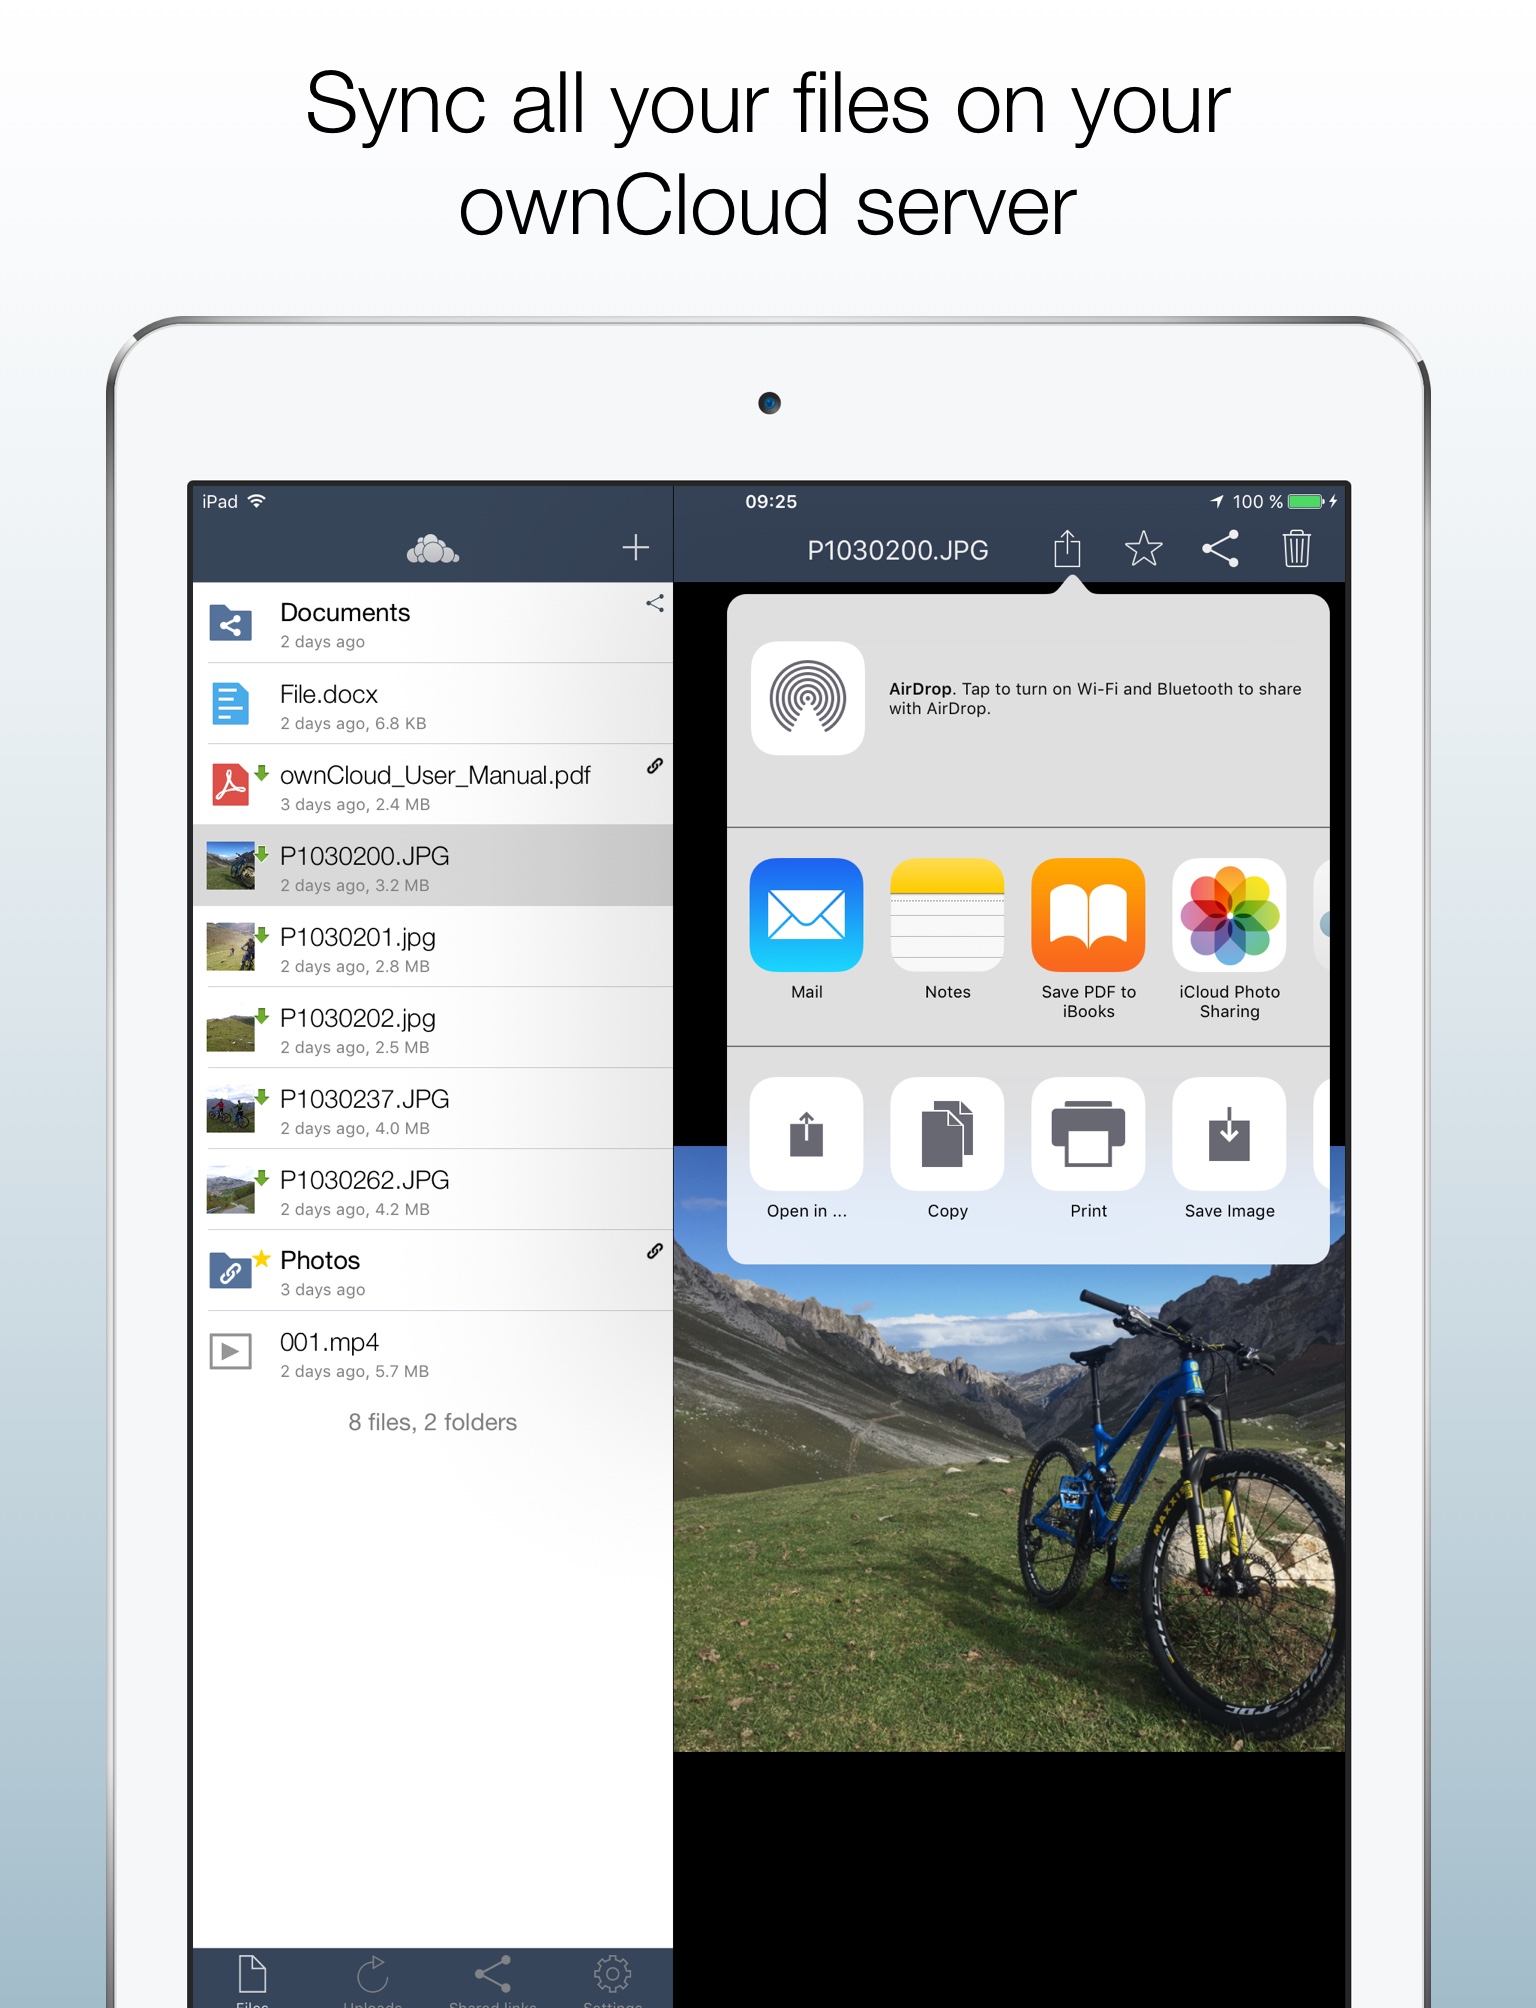 Sync all your files on your
ownCloud server
iPad
09:25
100 %
P1030200.JPG
Documents
2 days ago
File.docx
2 days ago, 6.8 KB
ownCloud_User_Manual.pdf
3 days ago, 2.4 MB
P1030200.JPG
2 days ago, 3.2 MB
P1030201.jpg
2 days ago, 2.8 MB
P1030202.jpg
2 days ago, 2.5 MB
P1030237.JPG
2 days ago, 4.0 MB
P1030262.JPG
2 days ago, 4.2 MB
Photos
3 days ago
001.mp4
2 days ago, 5.7 MB
8 files, 2 folders
AirDrop. Tap to turn on Wi-Fi and Bluetooth to share
with AirDrop.
Mail
Notes
Save PDF to
iBooks
iCloud Photo
Sharing
Open in ...
Copy
Print
Save Image
MAXXIS
Files
Uploads
Shared links
Settings